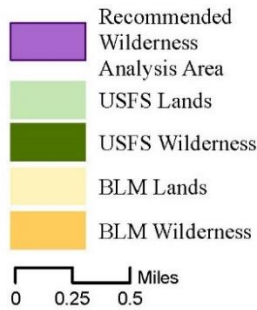 Recommended
Wilderness
Analysis Area
USFS Lands
USFS Wilderness
BLM Lands
BLM Wilderness
Miles
0 0.25 0.5